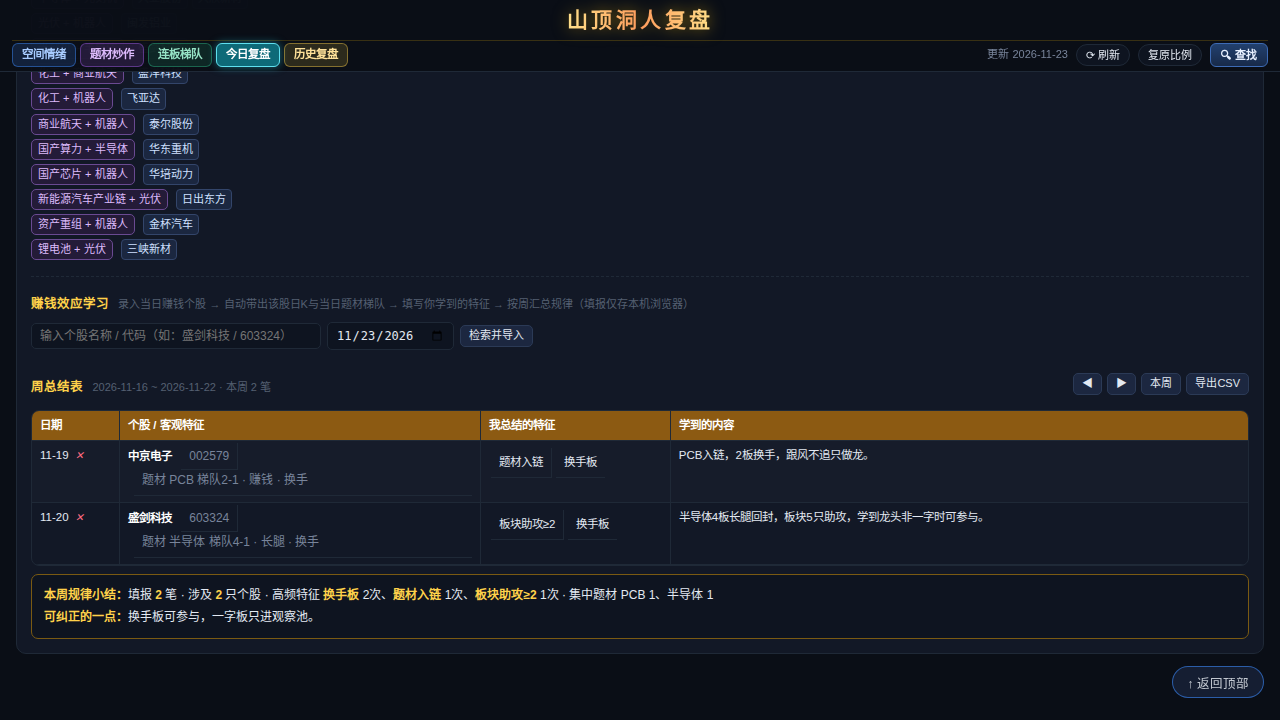 山顶洞人复盘
空间情绪 题材炒作 连板梯队 今日复盘 历史复盘 更新 2026-11-23 ⟳ 刷新 复原比例 🔍 查找
化工 + 商业航天 盛洋科技
化工 + 机器人 飞亚达
商业航天 + 机器人 泰尔股份
国产算力 + 半导体 华东重机
国产芯片 + 机器人 华培动力
新能源汽车产业链 + 光伏 日出东方
资产重组 + 机器人 金杯汽车
锂电池 + 光伏 三峡新材
赚钱效应学习 录入当日赚钱个股 → 自动带出该股日K与当日题材梯队 → 填写你学到的特征 → 按周汇总规律（填报仅存本机浏览器）
输入个股名称 / 代码（如：盛剑科技 / 603324） 11/23/2026 检索并导入
周总结表 2026-11-16 ~ 2026-11-22 · 本周 2 笔 ◀ ▶ 本周 导出CSV
日期 个股 / 客观特征 我总结的特征 学到的内容
11-19 ✕ 中京电子 002579 题材入链 换手板 PCB入链，2板换手，跟风不追只做龙。
题材 PCB 梯队2-1 · 赚钱 · 换手
11-20 ✕ 盛剑科技 603324 板块助攻≥2 换手板 半导体4板长腿回封，板块5只助攻，学到龙头非一字时可参与。
题材 半导体 梯队4-1 · 长腿 · 换手
本周规律小结：填报 2 笔 · 涉及 2 只个股 · 高频特征 换手板 2次、题材入链 1次、板块助攻≥2 1次 · 集中题材 PCB 1、半导体 1
可纠正的一点：换手板可参与，一字板只进观察池。
↑ 返回顶部